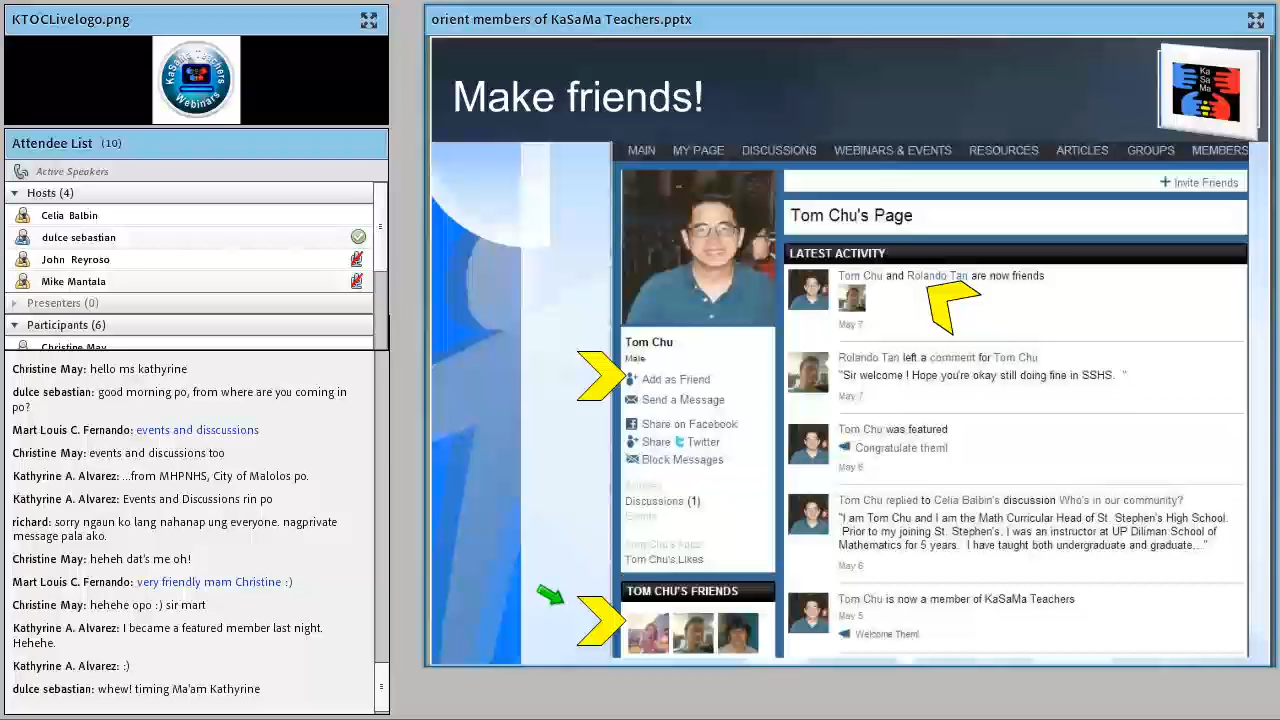 KTOCLivelogo.png
KaSaMa Teachers
Webinars
Attendee List (10)
Active Speakers
Hosts (4)
Celia Balbin
dulce sebastian
John Reyroso
Mike Mantala
Presenters (0)
Participants (6)
Christine May
Christine May: hello ms kathyrine
dulce sebastian: good morning po, from where are you coming in
po?
Mart Louis C. Fernando: events and disscussions
Christine May: events and discussions too
Kathyrine A. Alvarez: ...from MHPNHS, City of Malolos po.
Kathyrine A. Alvarez: Events and Discussions rin po
richard: sorry ngaun ko lang nahanap ung everyone. nagprivate
message pala ako.
Christine May: heheh dat's me oh!
Mart Louis C. Fernando: very friendly mam Christine :)
Christine May: hehehe opo :) sir mart
Kathyrine A. Alvarez: I became a featured member last night.
Hehehe.
Kathyrine A. Alvarez: :)
dulce sebastian: whew! timing Ma'am Kathyrine
orient members of KaSaMa Teachers.pptx
Make friends!
Ka
Sa
Ma
MAIN MY PAGE DISCUSSIONS WEBINARS & EVENTS RESOURCES ARTICLES GROUPS MEMBERS
+ Invite Friends
Tom Chu's Page
Tom Chu
Male
Add as Friend
Send a Message
Share on Facebook
Share Twitter
Block Messages
Discussions (1)
Events
Tom Chu's Likes
TOM CHU'S FRIENDS
LATEST ACTIVITY
Tom Chu and Rolando Tan are now friends
May 7
Rolando Tan left a comment for Tom Chu
"Sir welcome ! Hope you're okay still doing fine in SSHS. "
May 7
Tom Chu was featured
Congratulate them!
May 6
Tom Chu replied to Celia Balbin's discussion Who's in our community?
"I am Tom Chu and I am the Math Curricular Head of St Stephen's High School.
Prior to my joining St. Stephen's, I was an instructor at UP Diliman School of
Mathematics for 5 years. I have taught both undergraduate and graduate..."
May 6
Tom Chu is now a member of KaSaMa Teachers
May 5
Welcome Them!